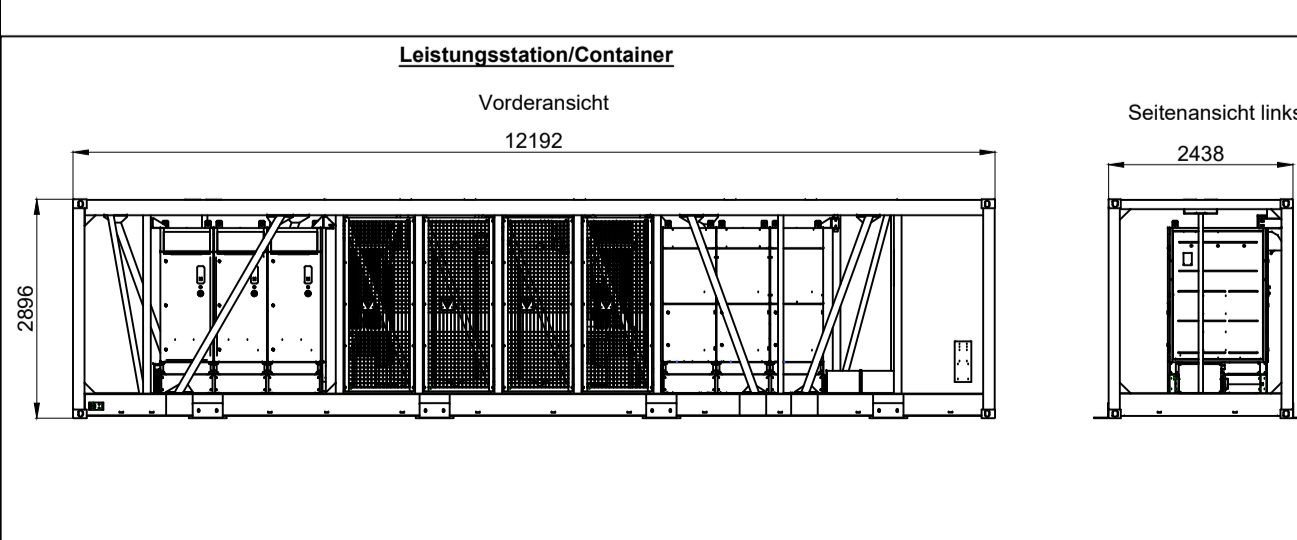 Leistungsstation/Container
Vorderansicht
12192
2896
Seitenansicht links
2438